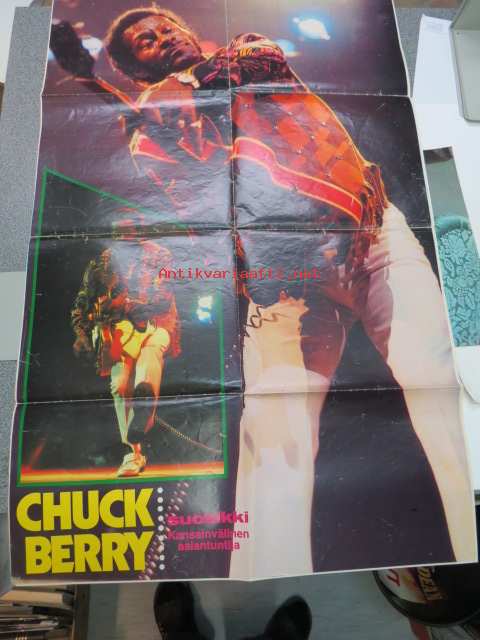 Antikvariaatti.net
CHUCK
BERRY
suosikki
Kansainvälinen
asiantuntija